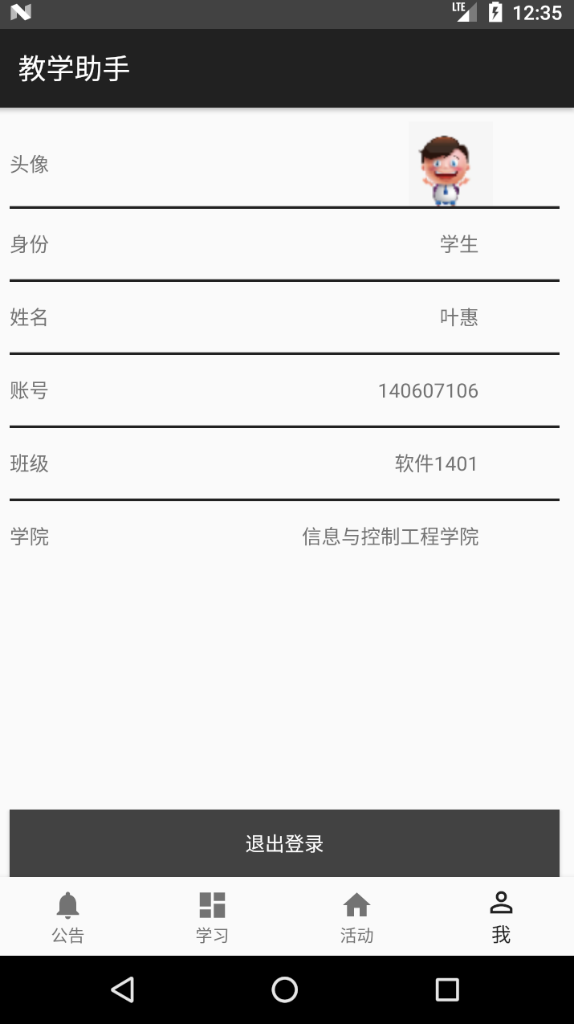 LTE 12:35
教学助手
头像
身份 学生
姓名 叶惠
账号 140607106
班级 软件1401
学院 信息与控制工程学院
退出登录
公告 学习 活动 我